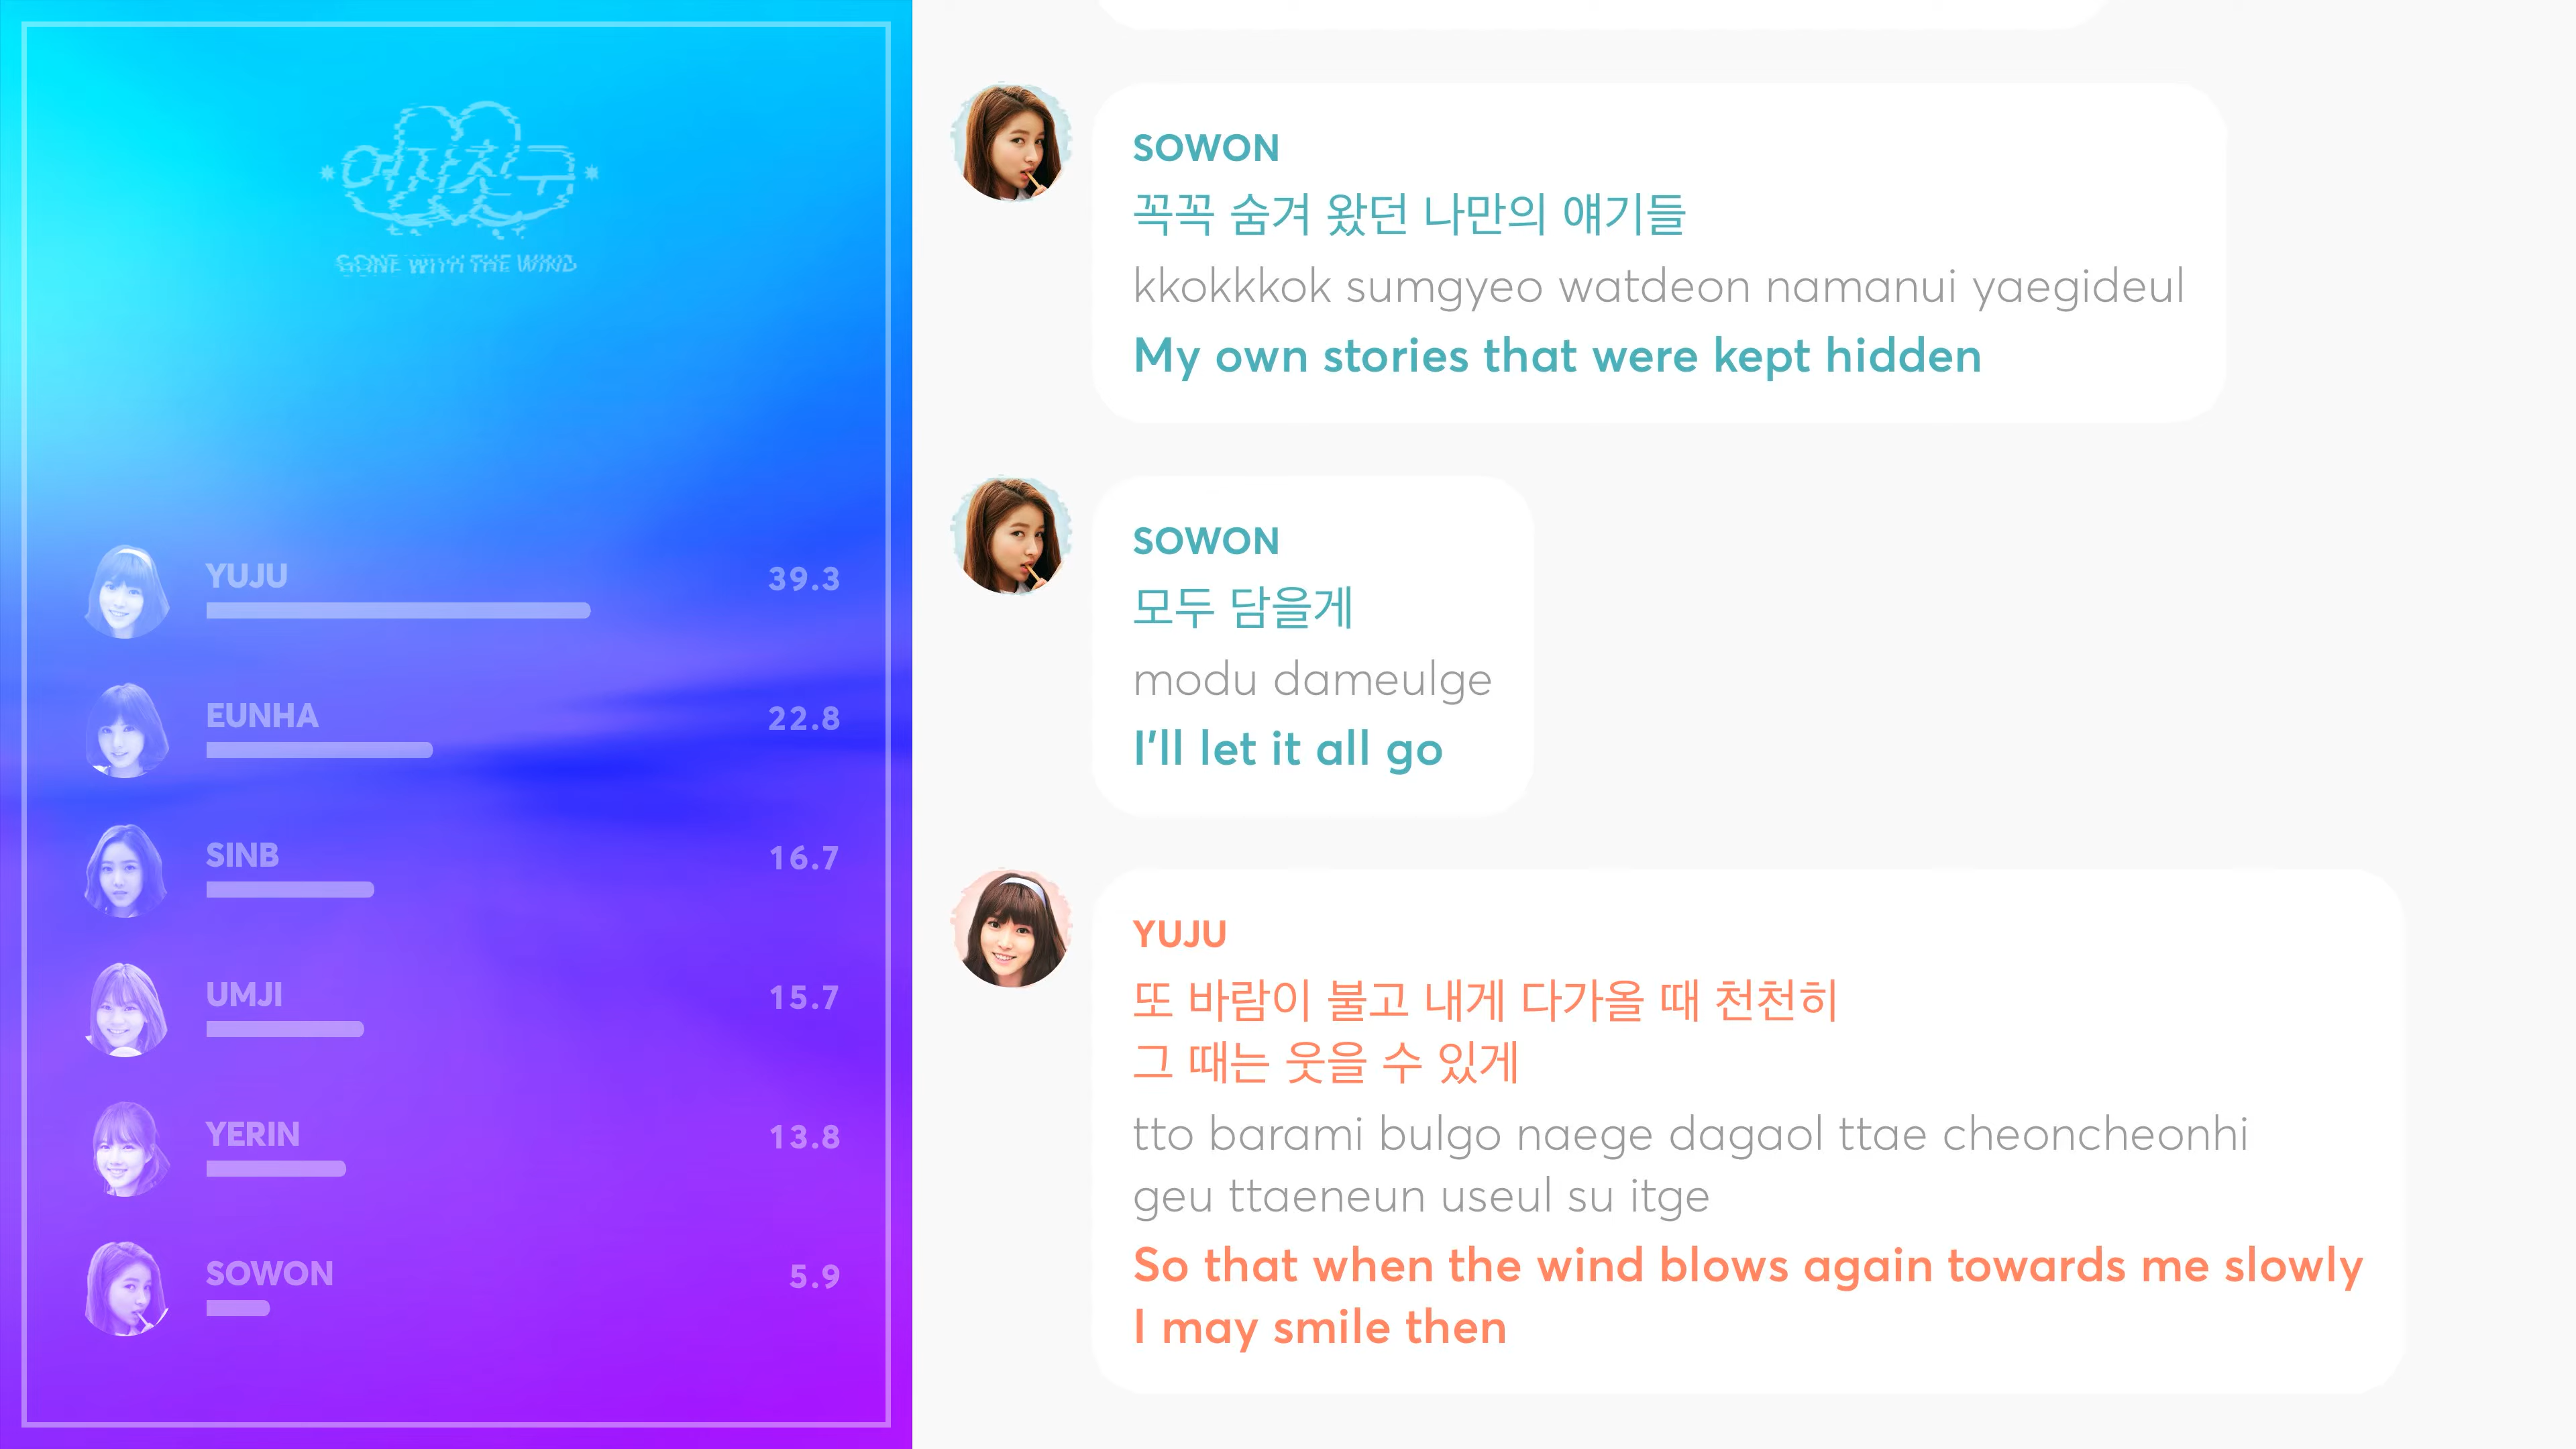 여자친구
GONE WITH THE WIND
YUJU
39.3
EUNHA
22.8
SINB
16.7
UMJI
15.7
YERIN
13.8
SOWON
5.9
SOWON
꼭꼭 숨겨 왔던 나만의 얘기들
kkokkkok sumgyeo watdeon namanui yaegideul
My own stories that were kept hidden
SOWON
모두 담을게
modu dameulge
I'll let it all go
YUJU
또 바람이 불고 내게 다가올 때 천천히
그 때는 웃을 수 있게
tto barami bulgo naege dagaol ttae cheoncheonhi
geu ttaeneun useul su itge
So that when the wind blows again towards me slowly
I may smile then